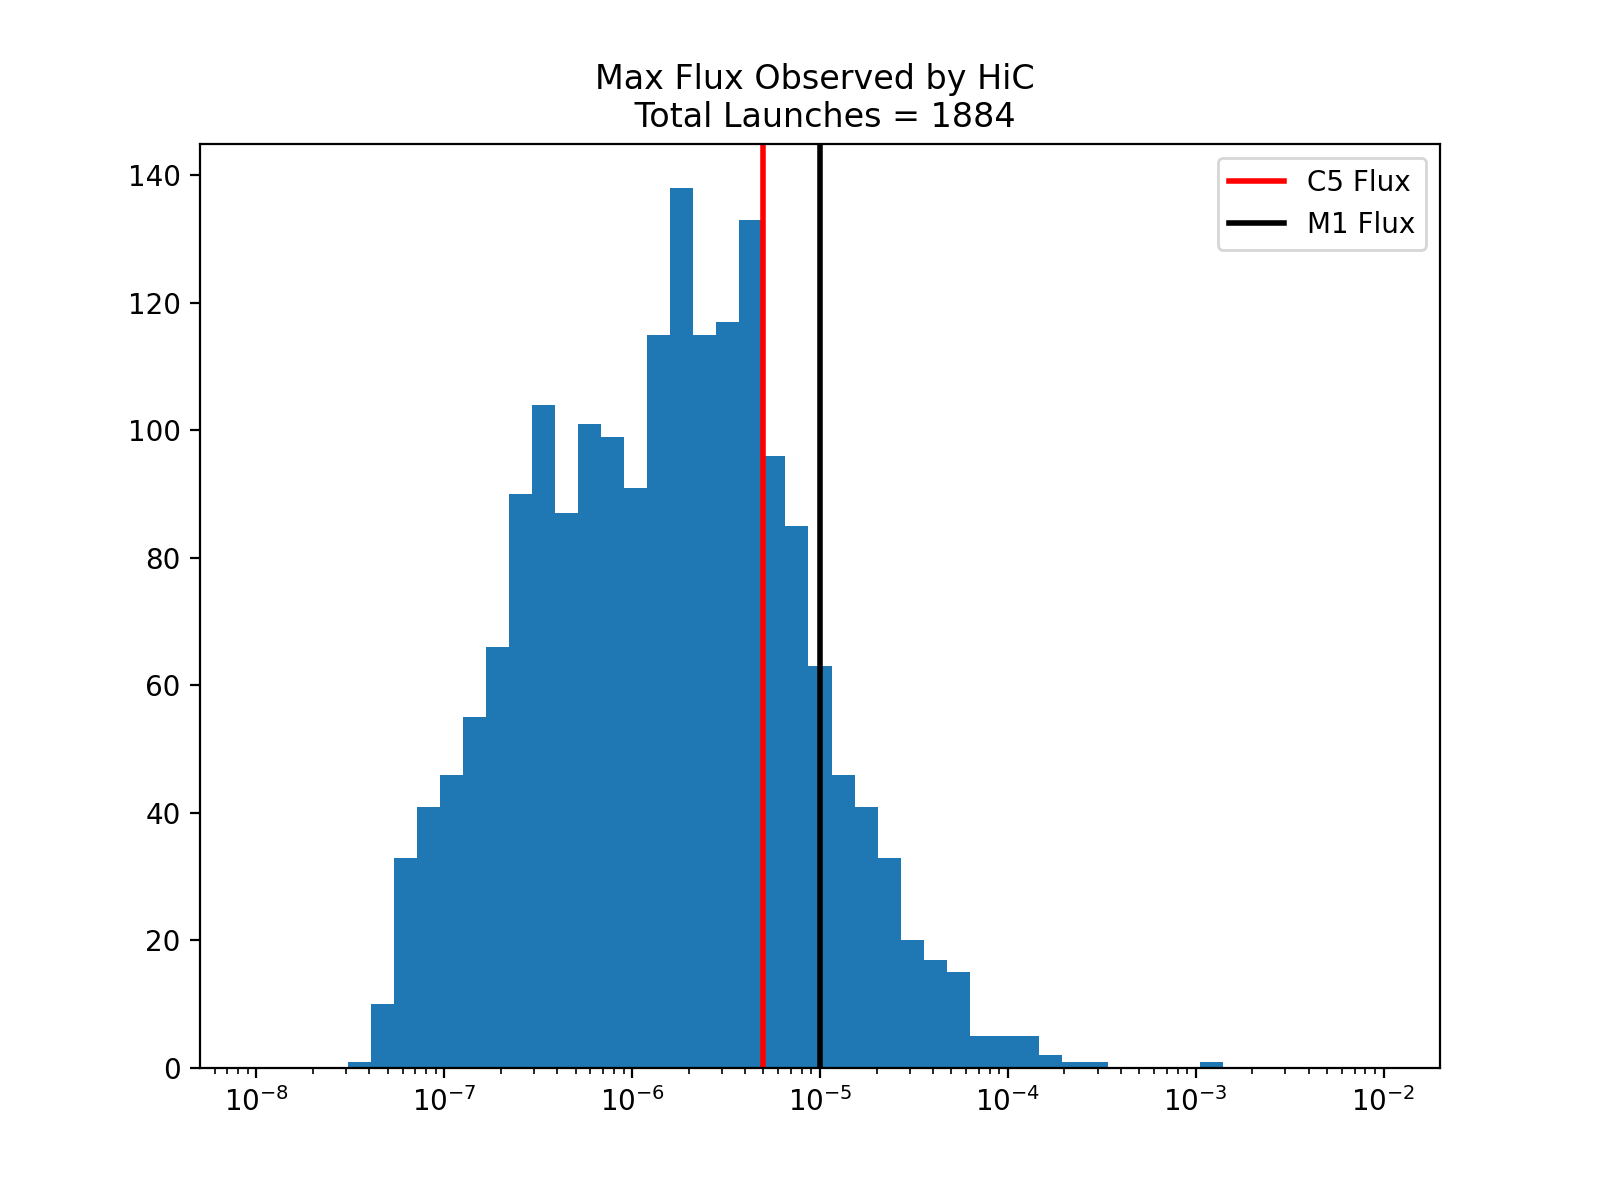 Max Flux Observed by HiC
Total Launches = 1884
C5 Flux
M1 Flux
140
120
100
80
60
40
20
0
10⁻⁸ 10⁻⁷ 10⁻⁶ 10⁻⁵ 10⁻⁴ 10⁻³ 10⁻²